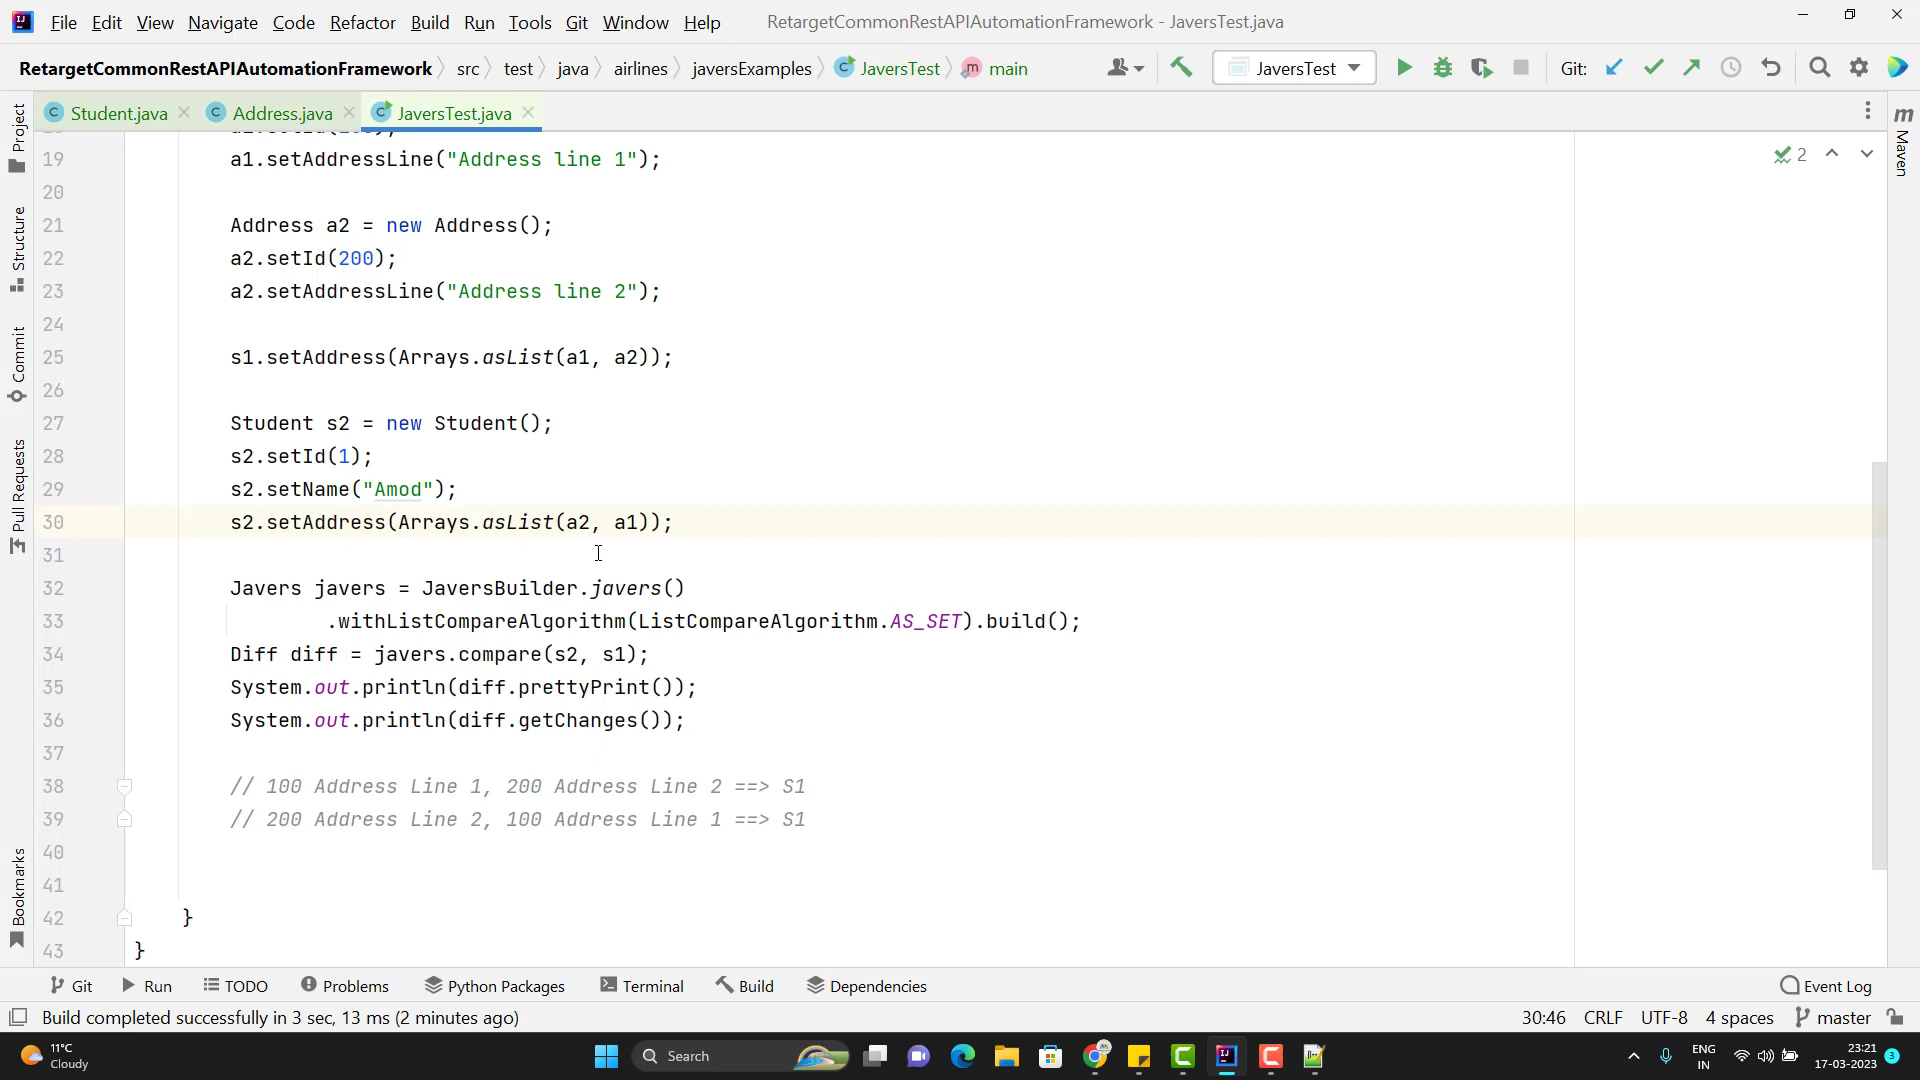 File Edit View Navigate Code Refactor Build Run Tools Git Window Help RetargetCommonRestAPIAutomationFramework - JaversTest.java
RetargetCommonRestAPIAutomationFramework src test java airlines javersExamples JaversTest main JaversTest Git:
Student.java Address.java JaversTest.java
Project
Structure
Commit
Pull Requests
Bookmarks
Maven
2
19 a1.setAddressLine("Address line 1");
20
21 Address a2 = new Address();
22 a2.setId(200);
23 a2.setAddressLine("Address line 2");
24
25 s1.setAddress(Arrays.asList(a1, a2));
26
27 Student s2 = new Student();
28 s2.setId(1);
29 s2.setName("Amod");
30 s2.setAddress(Arrays.asList(a2, a1));
31
32 Javers javers = JaversBuilder.javers()
33 .withListCompareAlgorithm(ListCompareAlgorithm.AS_SET).build();
34 Diff diff = javers.compare(s2, s1);
35 System.out.println(diff.prettyPrint());
36 System.out.println(diff.getChanges());
37
38 // 100 Address Line 1, 200 Address Line 2 ==> S1
39 // 200 Address Line 2, 100 Address Line 1 ==> S1
40
41
42 }
43 }
Git Run TODO Problems Python Packages Terminal Build Dependencies Event Log
Build completed successfully in 3 sec, 13 ms (2 minutes ago) 30:46 CRLF UTF-8 4 spaces master
11°C
Cloudy
Search
ENG
IN
23:21
17-03-2023
3